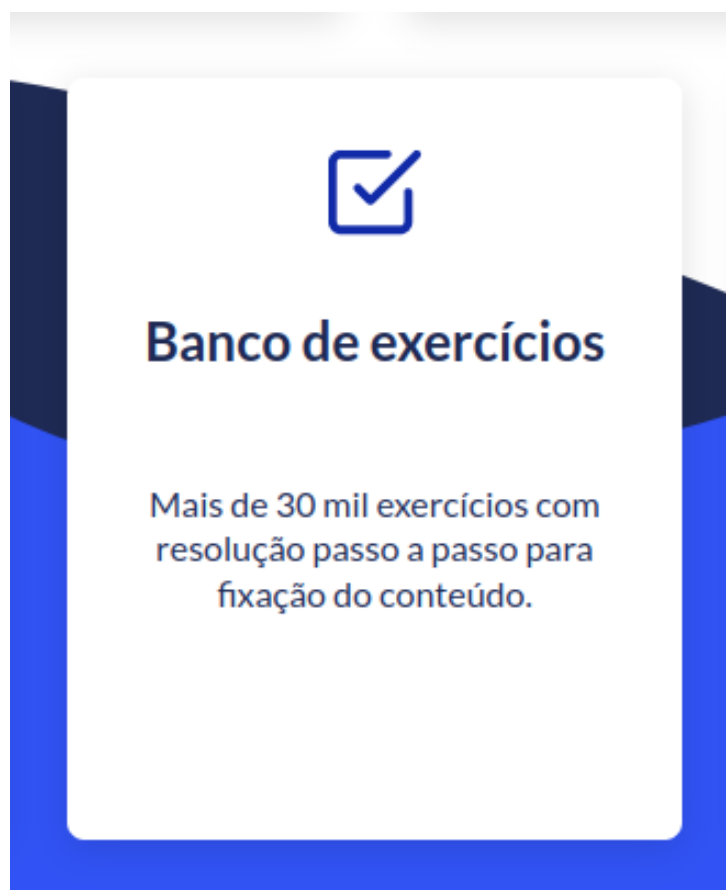 Banco de exercícios
Mais de 30 mil exercícios com
resolução passo a passo para
fixação do conteúdo.